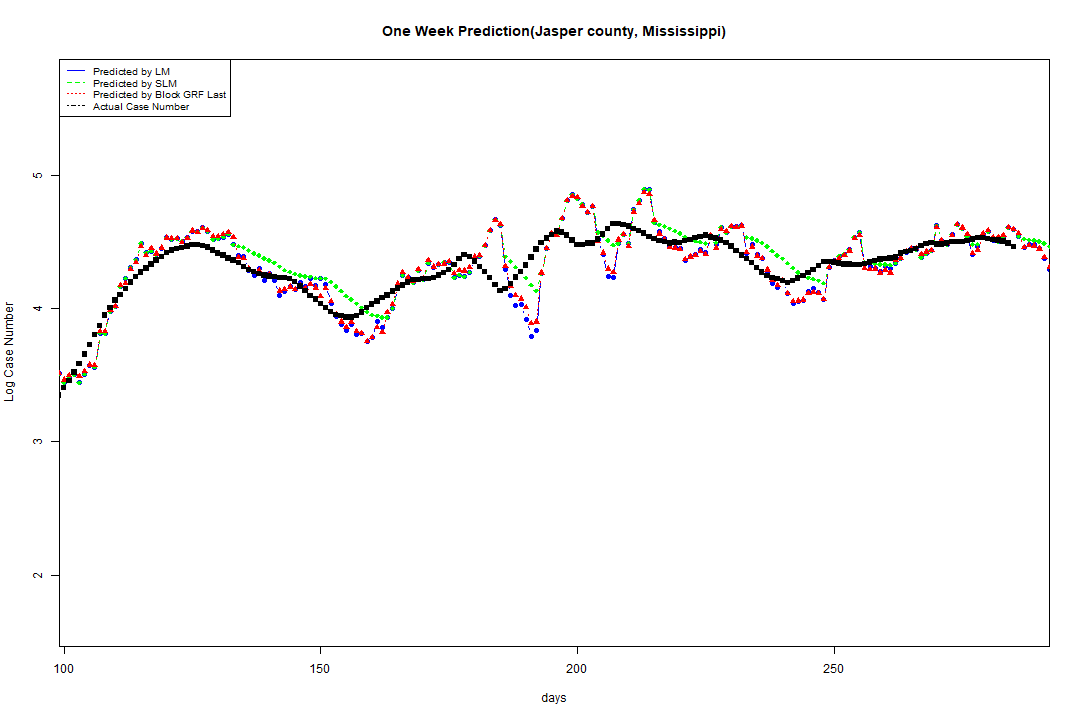 One Week Prediction(Jasper county, Mississippi)
Predicted by LM
Predicted by SLM
Predicted by Block GRF Last
Actual Case Number
5
4
3
2
Log Case Number
100 150 200 250
days